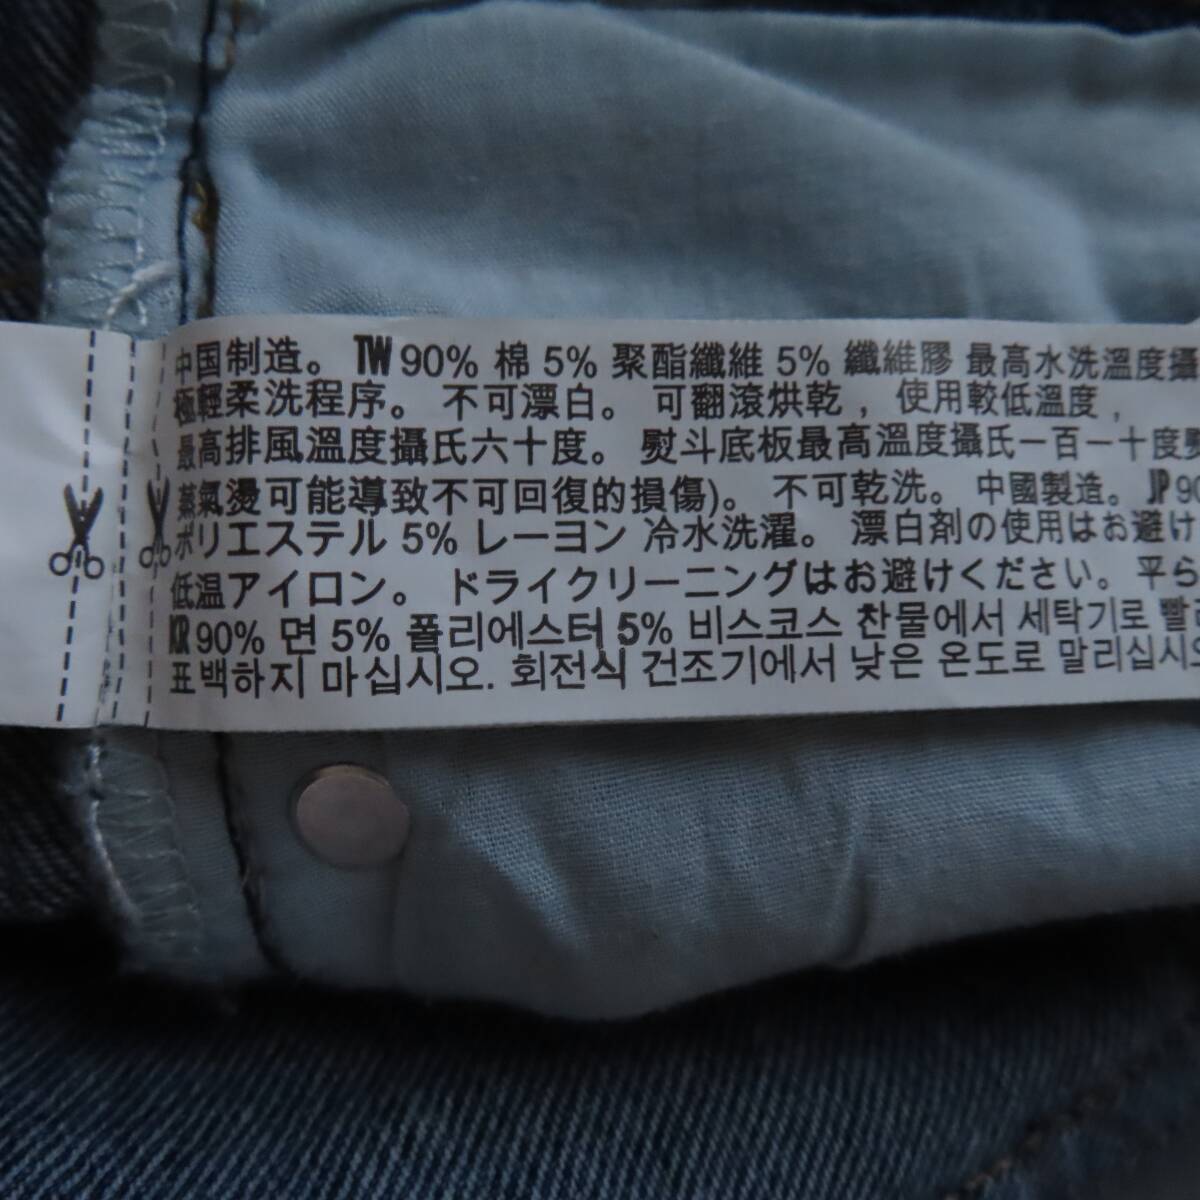 中国制造。 TW 90% 棉 5% 聚酯纖維 5% 纖維膠 最高水洗溫度攝
極輕柔洗程序。 不可漂白。 可翻滾烘乾 , 使用較低溫度 ,
最高排風溫度攝氏六十度。 熨斗底板最高溫度攝氏一百一十度熨
蒸氣燙可能導致不可回復的損傷)。 不可乾洗。 中國製造。 JP 90
ポリエステル 5% レーヨン 冷水洗濯。 漂白剤の使用はお避け
低温アイロン。 ドライクリーニングはお避けください。平ら
KR 90% 면 5% 폴리에스터 5% 비스코스 찬물에서 세탁기로 빨
표백하지 마십시오. 회전식 건조기에서 낮은 온도로 말리십시오